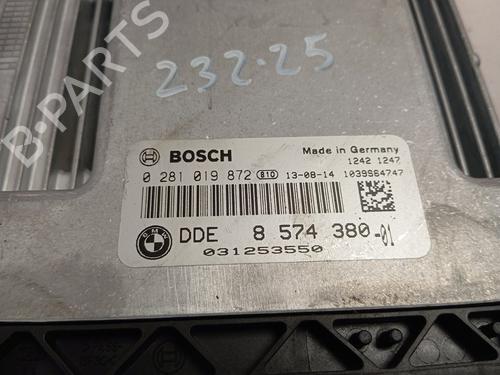 232.25
BOSCH
Made in Germany
1242 1247
0 281 019 872 810 13-08-14 1039S64747
BMW DDE 8 574 380-01
031253550
B-Parts